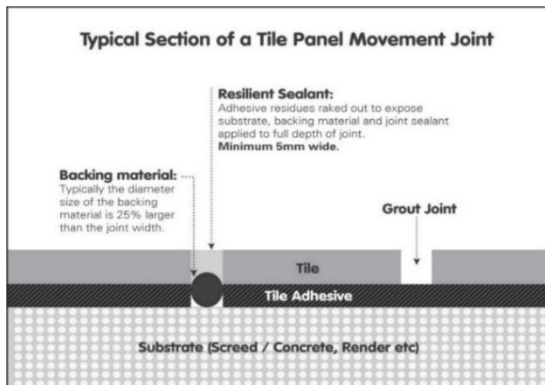 Typical Section of a Tile Panel Movement Joint
Resilient Sealant:
Adhesive residues raked out to expose
substrate, backing material and joint sealant
applied to full depth of joint.
Minimum 5mm wide.
Backing material:
Typically the diameter
size of the backing
material is 25% larger
than the joint width.
Grout Joint
Tile
Tile Adhesive
Substrate (Screed / Concrete, Render etc)